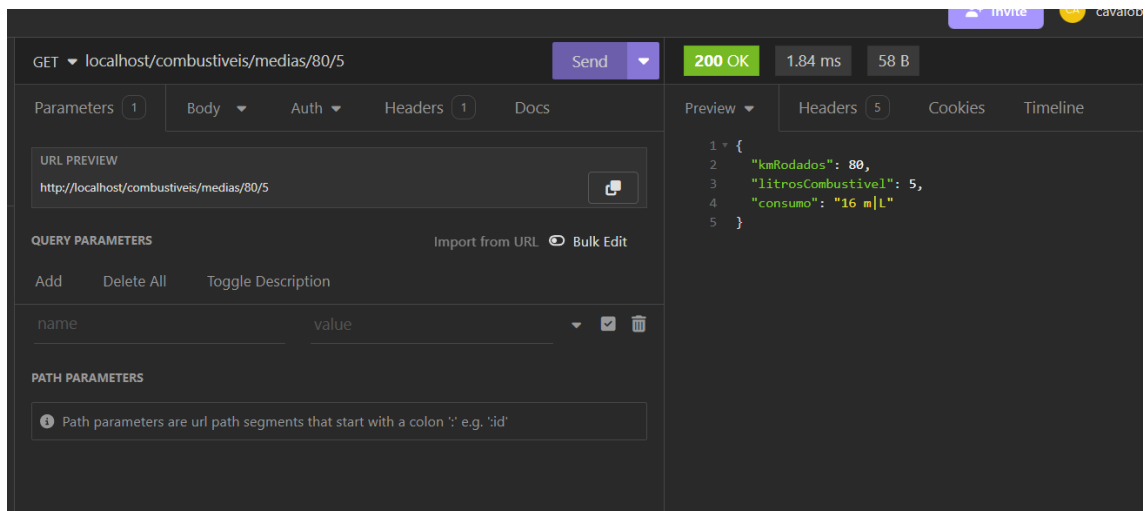 Invite
CA
cavalob
GET localhost/combustiveis/medias/80/5
Send
200 OK
1.84 ms
58 B
Parameters 1
Body
Auth
Headers 1
Docs
Preview
Headers 5
Cookies
Timeline
URL PREVIEW
http://localhost/combustiveis/medias/80/5
1 {
2 "kmRodados": 80,
3 "litrosCombustivel": 5,
4 "consumo": "16 m|L"
5 }
QUERY PARAMETERS
Import from URL
Bulk Edit
Add
Delete All
Toggle Description
name
value
PATH PARAMETERS
Path parameters are url path segments that start with a colon ':' e.g. ':id'